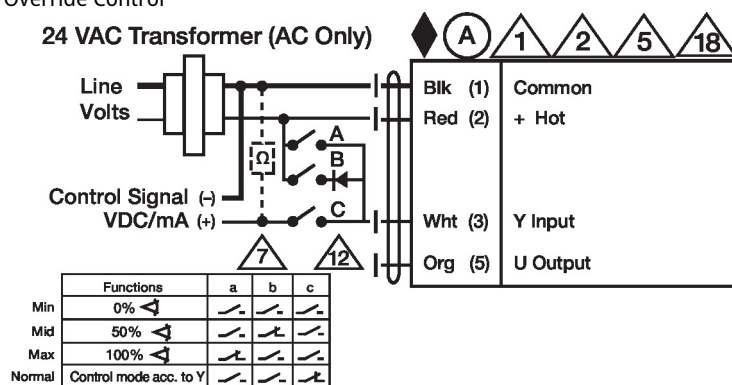 Override Control
24 VAC Transformer (AC Only)
A 1 2 5 18
Line
Volts
Blk (1) Common
Red (2) + Hot
A
Ω
B
Control Signal (–)
VDC/mA (+)
C
Wht (3) Y Input
7 12
Org (5) U Output
Functions a b c
Min 0%
Mid 50%
Max 100%
Normal Control mode acc. to Y